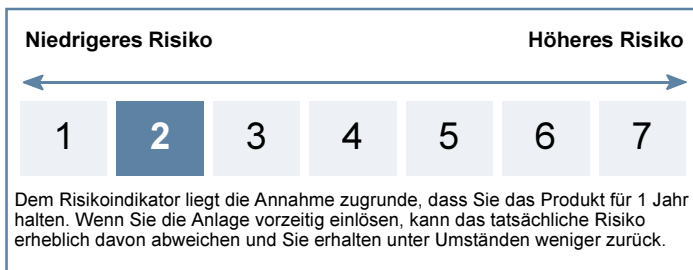 Niedrigeres Risiko Höheres Risiko
1 2 3 4 5 6 7
Dem Risikoindikator liegt die Annahme zugrunde, dass Sie das Produkt für 1 Jahr
halten. Wenn Sie die Anlage vorzeitig einlösen, kann das tatsächliche Risiko
erheblich davon abweichen und Sie erhalten unter Umständen weniger zurück.